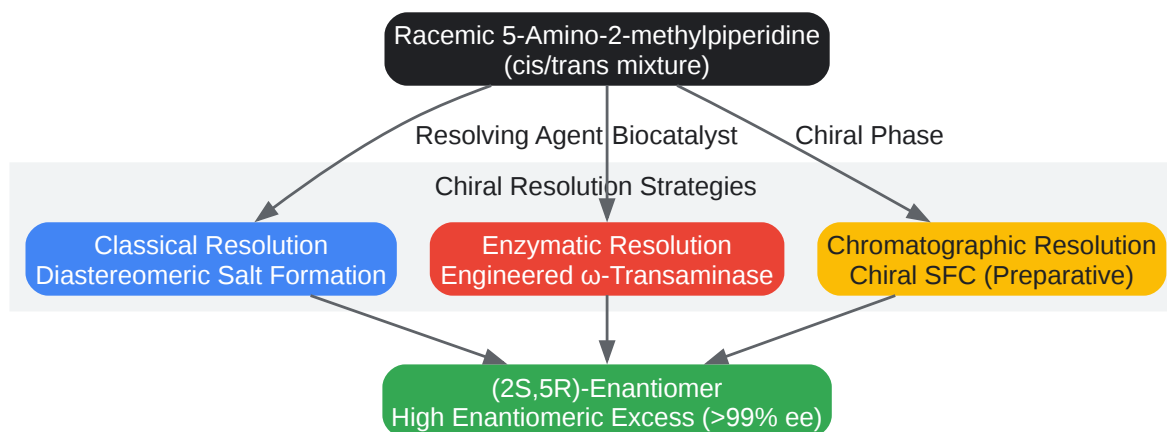 Racemic 5-Amino-2-methylpiperidine
(cis/trans mixture)
Resolving Agent
Biocatalyst
Chiral Phase
Chiral Resolution Strategies
Classical Resolution
Diastereomeric Salt Formation
Enzymatic Resolution
Engineered ω-Transaminase
Chromatographic Resolution
Chiral SFC (Preparative)
(2S,5R)-Enantiomer
High Enantiomeric Excess (>99% ee)